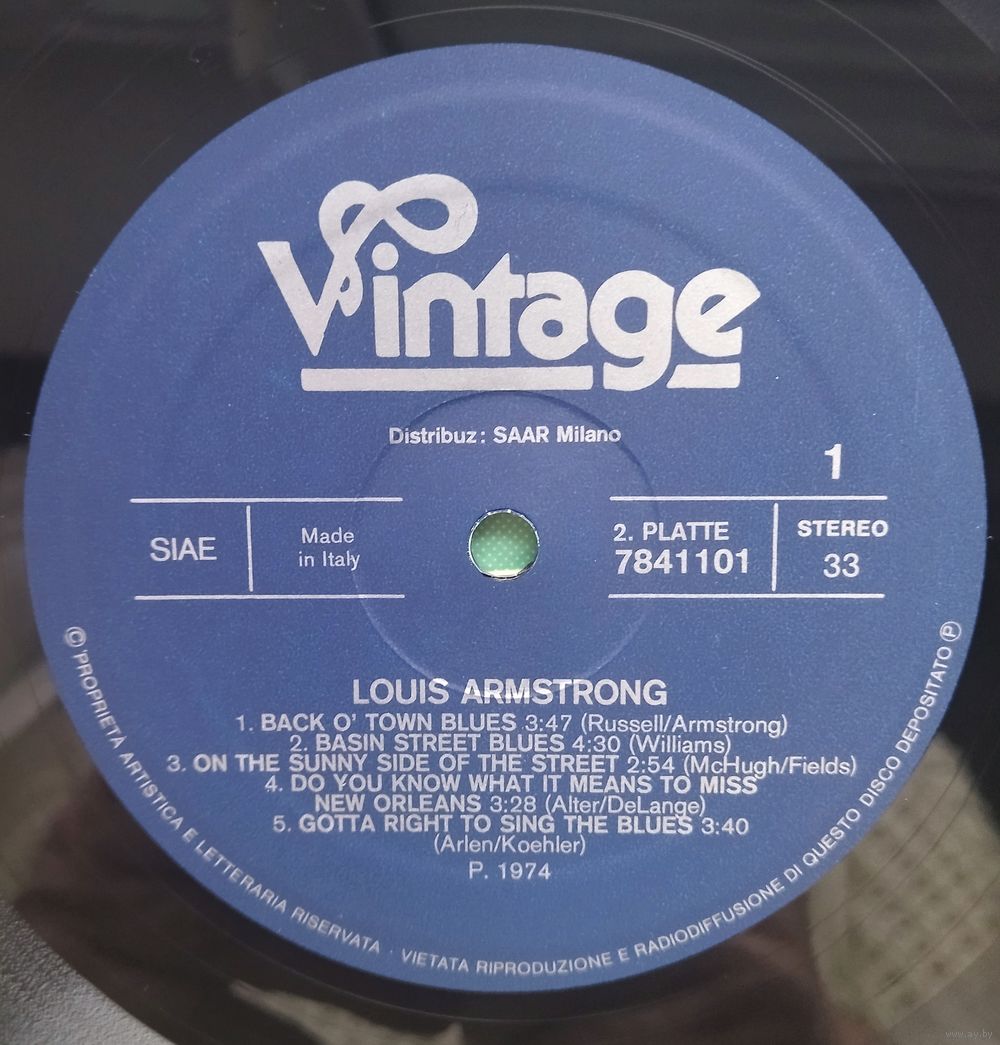 Vintage
Distribuz: SAAR Milano
1
SIAE
Made
in Italy
2. PLATTE
7841101
STEREO
33
LOUIS ARMSTRONG
1. BACK O' TOWN BLUES 3:47 (Russell/Armstrong)
2. BASIN STREET BLUES 4:30 (Williams)
3. ON THE SUNNY SIDE OF THE STREET 2:54 (McHugh/Fields)
4. DO YOU KNOW WHAT IT MEANS TO MISS
NEW ORLEANS 3:28 (Alter/DeLange)
5. GOTTA RIGHT TO SING THE BLUES 3:40
(Arlen/Koehler)
P. 1974
© PROPRIETA ARTISTICA E LETTERARIA RISERVATA · VIETATA RIPRODUZIONE E RADIODIFFUSIONE DI QUESTO DISCO DEPOSITATO ℗
www.ay.by